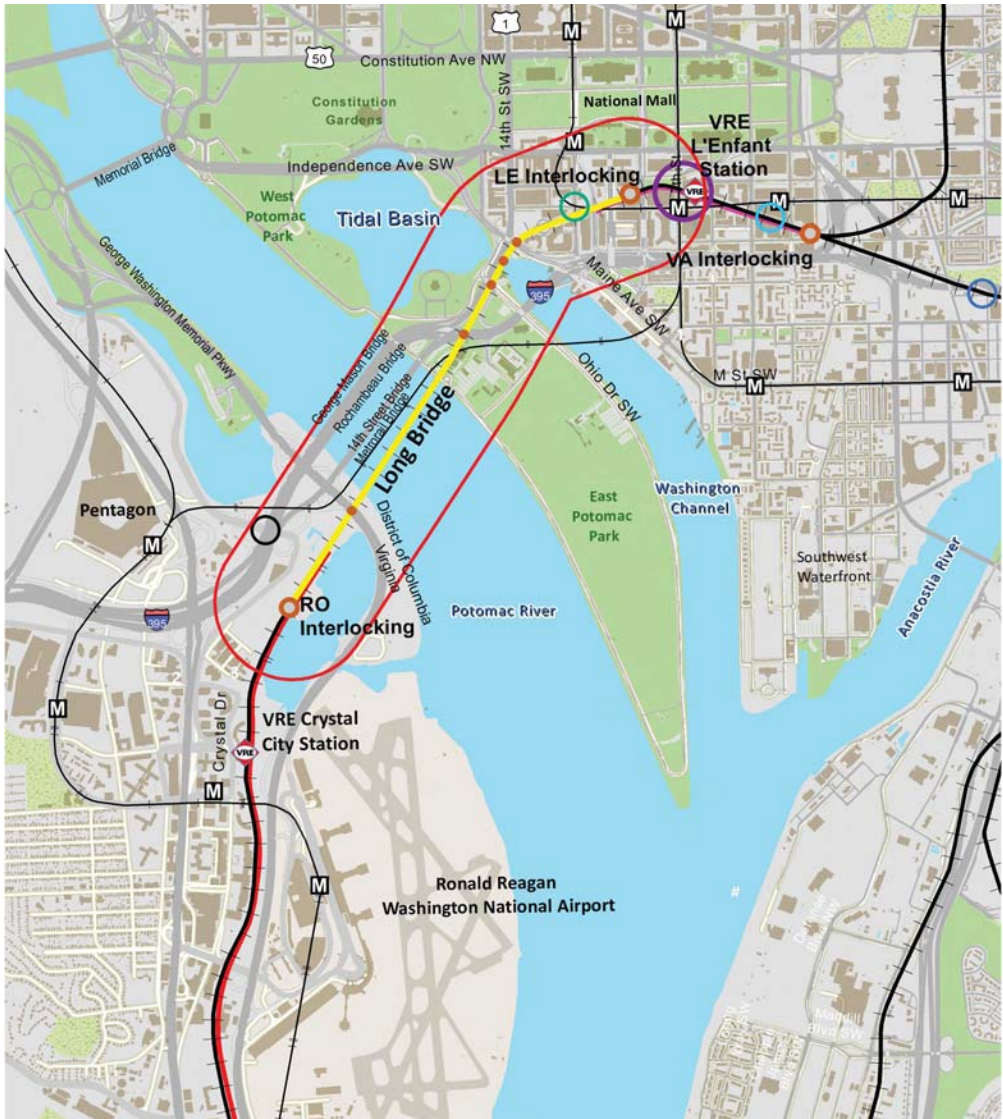 1
50
Constitution Ave NW
14th St SW
National Mall
Constitution
Gardens
VRE
L'Enfant
Station
Memorial Bridge
Independence Ave SW
LE Interlocking
VRE
West
Potomac
Park
Tidal Basin
VA Interlocking
George Washington Memorial Pkwy
395
Maine Ave SW
M St SW
Ohio Dr SW
George Mason Bridge
Rochambeau Bridge
14th Street Bridge
Metrorail Bridge
Long Bridge
Pentagon
District of Columbia
Virginia
East
Potomac
Park
Washington
Channel
Southwest
Waterfront
Anacostia River
395
RO
Interlocking
Potomac River
Crystal Dr
VRE Crystal
City Station
VRE
Ronald Reagan
Washington National Airport
#
M
M
M
M
M
M
M
M
M
M
M